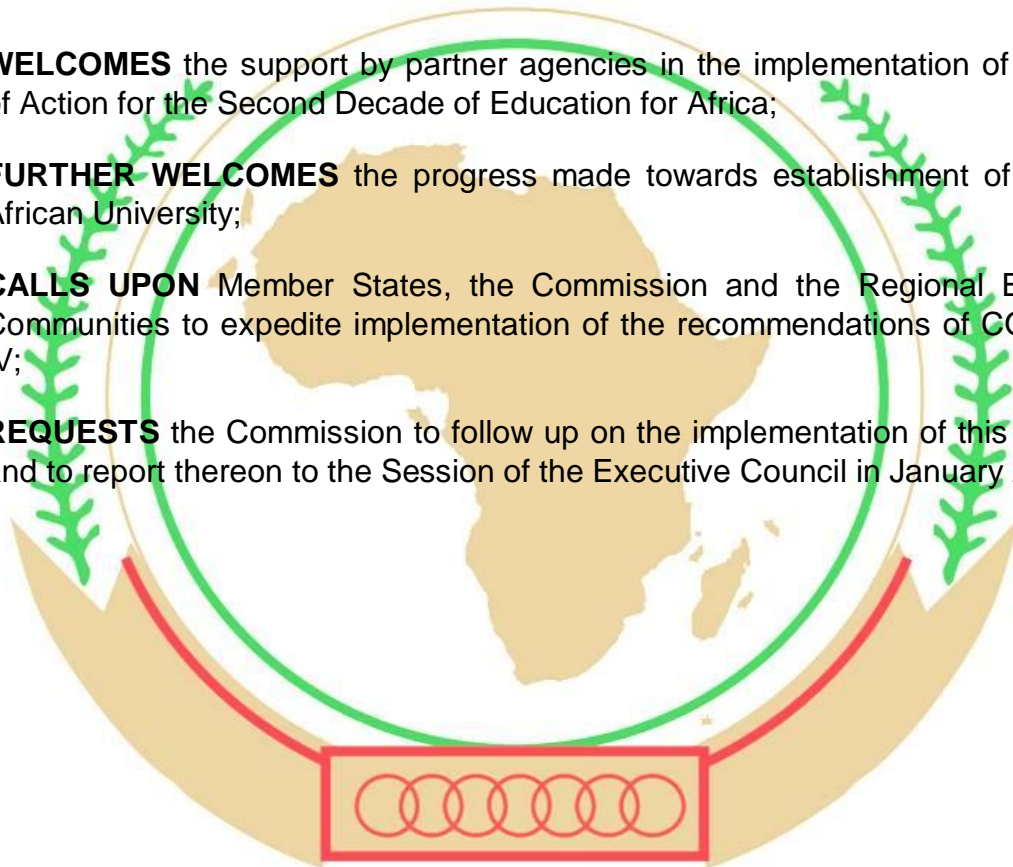 WELCOMES the support by partner agencies in the implementation of
of Action for the Second Decade of Education for Africa;
FURTHER WELCOMES the progress made towards establishment of
African University;
CALLS UPON Member States, the Commission and the Regional E
Communities to expedite implementation of the recommendations of CO
V;
REQUESTS the Commission to follow up on the implementation of this
and to report thereon to the Session of the Executive Council in January